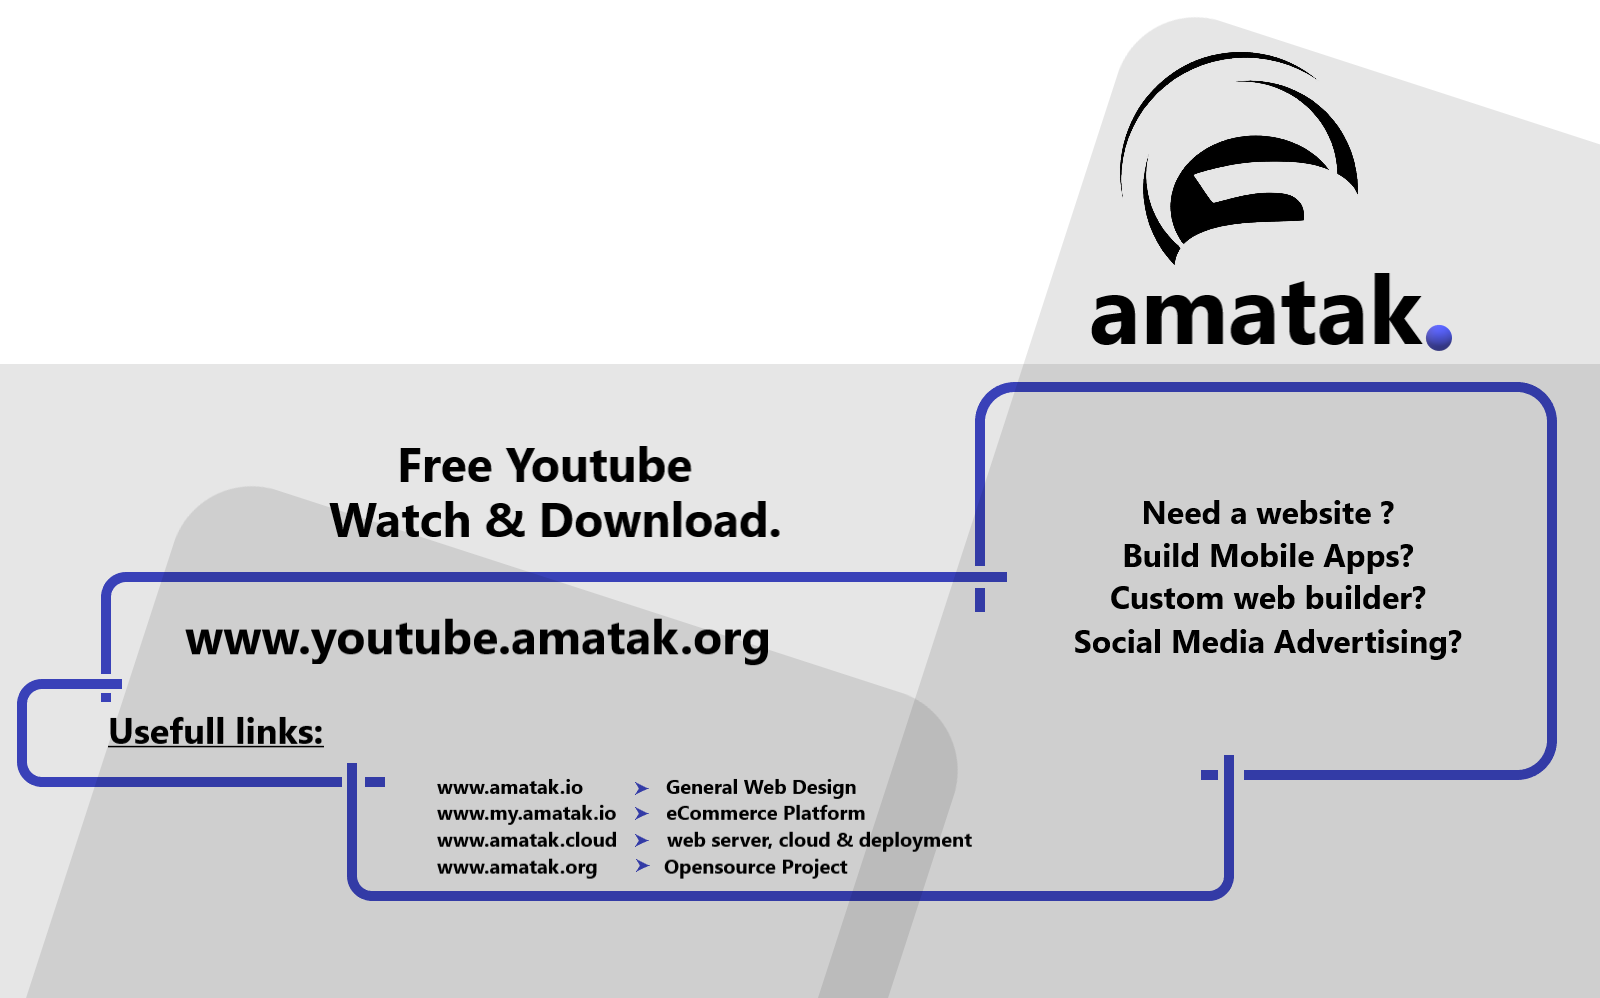 amatak.
Free Youtube
Watch & Download.
www.youtube.amatak.org
Need a website ?
Build Mobile Apps?
Custom web builder?
Social Media Advertising?
Usefull links:
www.amatak.io ➤ General Web Design
www.my.amatak.io ➤ eCommerce Platform
www.amatak.cloud ➤ web server, cloud & deployment
www.amatak.org ➤ Opensource Project